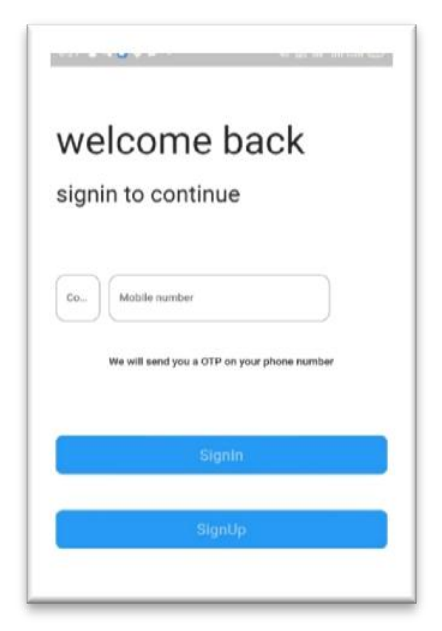 welcome back
signin to continue
Co...
Mobile number
We will send you a OTP on your phone number
SignIn
SignUp